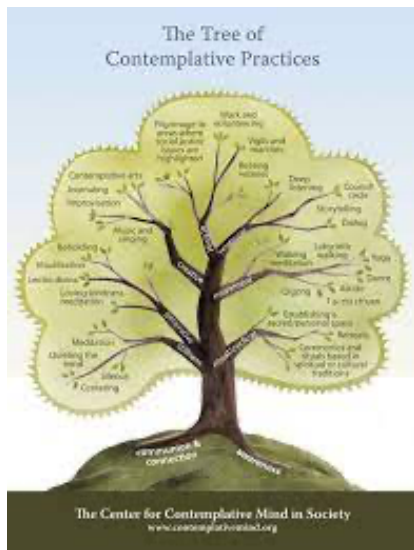 The Tree of
Contemplative Practices
Work and
volunteering
Pilgrimage to
areas where
social justice
issues are
highlighted
Vigils and
marches
Bearing
witness
Contemplative arts
Journaling
Improvisation
Music and
singing
Deep
listening
Council
circle
Storytelling
Dialog
Beholding
Visualization
Lectio divina
Loving-kindness
meditation
Walking
meditation
Labyrinth
walking
Yoga
Dance
Qigong
Aikido
T'ai chi ch'uan
Establishing a
sacred/personal space
Retreats
Ceremonies and
rituals based in
spiritual or cultural
traditions
Meditation
Quieting the
mind
Silence
Centering
activist
creative
movement
generative
stillness
ritual/cyclical
communion &
connection
awareness
The Center for Contemplative Mind in Society
www.contemplativemind.org